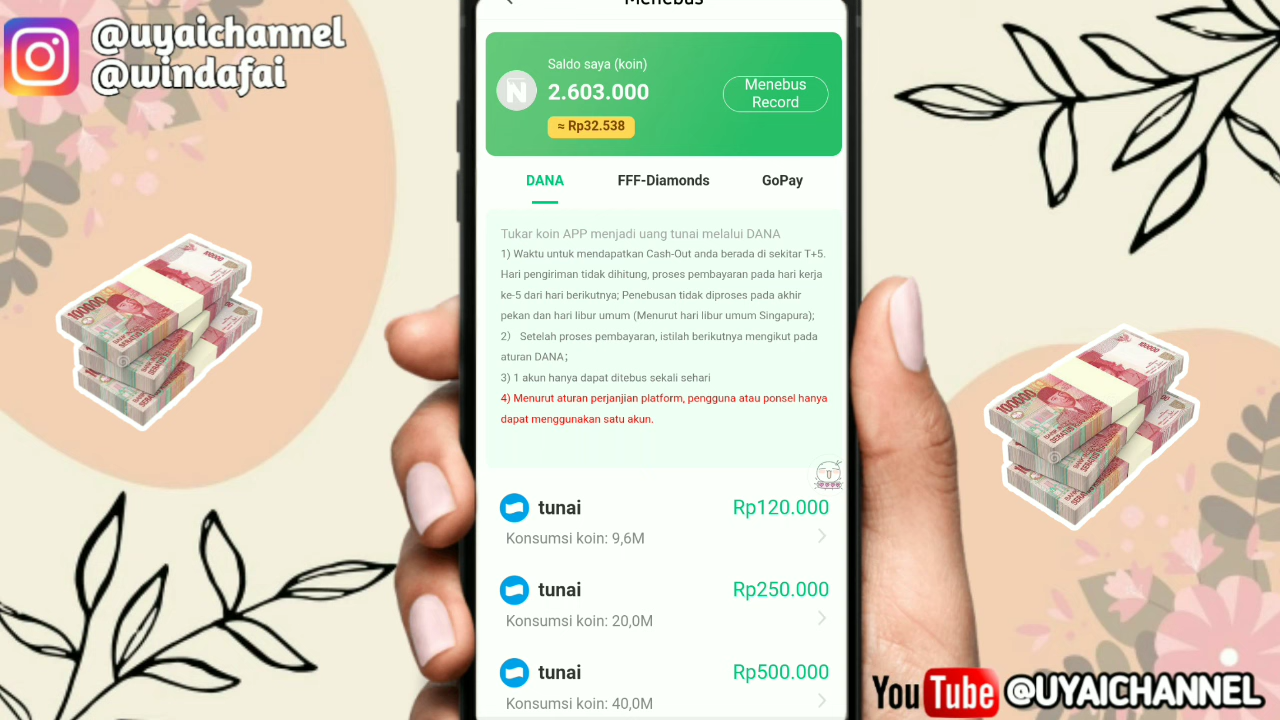 @uyaichannel
@windafai
Menebus
Saldo saya (koin)
N
2.603.000
≈ Rp32.538
Menebus
Record
DANA
FFF-Diamonds
GoPay
Tukar koin APP menjadi uang tunai melalui DANA
1) Waktu untuk mendapatkan Cash-Out anda berada di sekitar T+5.
Hari pengiriman tidak dihitung, proses pembayaran pada hari kerja
ke-5 dari hari berikutnya; Penebusan tidak diproses pada akhir
pekan dan hari libur umum (Menurut hari libur umum Singapura);
2） Setelah proses pembayaran, istilah berikutnya mengikut pada
aturan DANA；
3) 1 akun hanya dapat ditebus sekali sehari
4) Menurut aturan perjanjian platform, pengguna atau ponsel hanya
dapat menggunakan satu akun.
tunai
Rp120.000
Konsumsi koin: 9,6M
tunai
Rp250.000
Konsumsi koin: 20,0M
tunai
Rp500.000
Konsumsi koin: 40,0M
100000
100000
100000
100000
YouTube @UYAICHANNEL